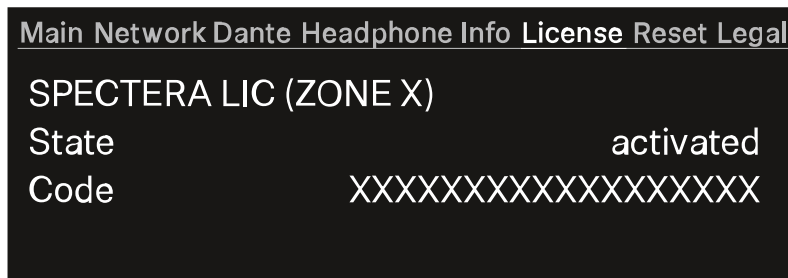 Main Network Dante Headphone Info License Reset Legal
SPECTERA LIC (ZONE X)
State activated
Code XXXXXXXXXXXXXXXXXX